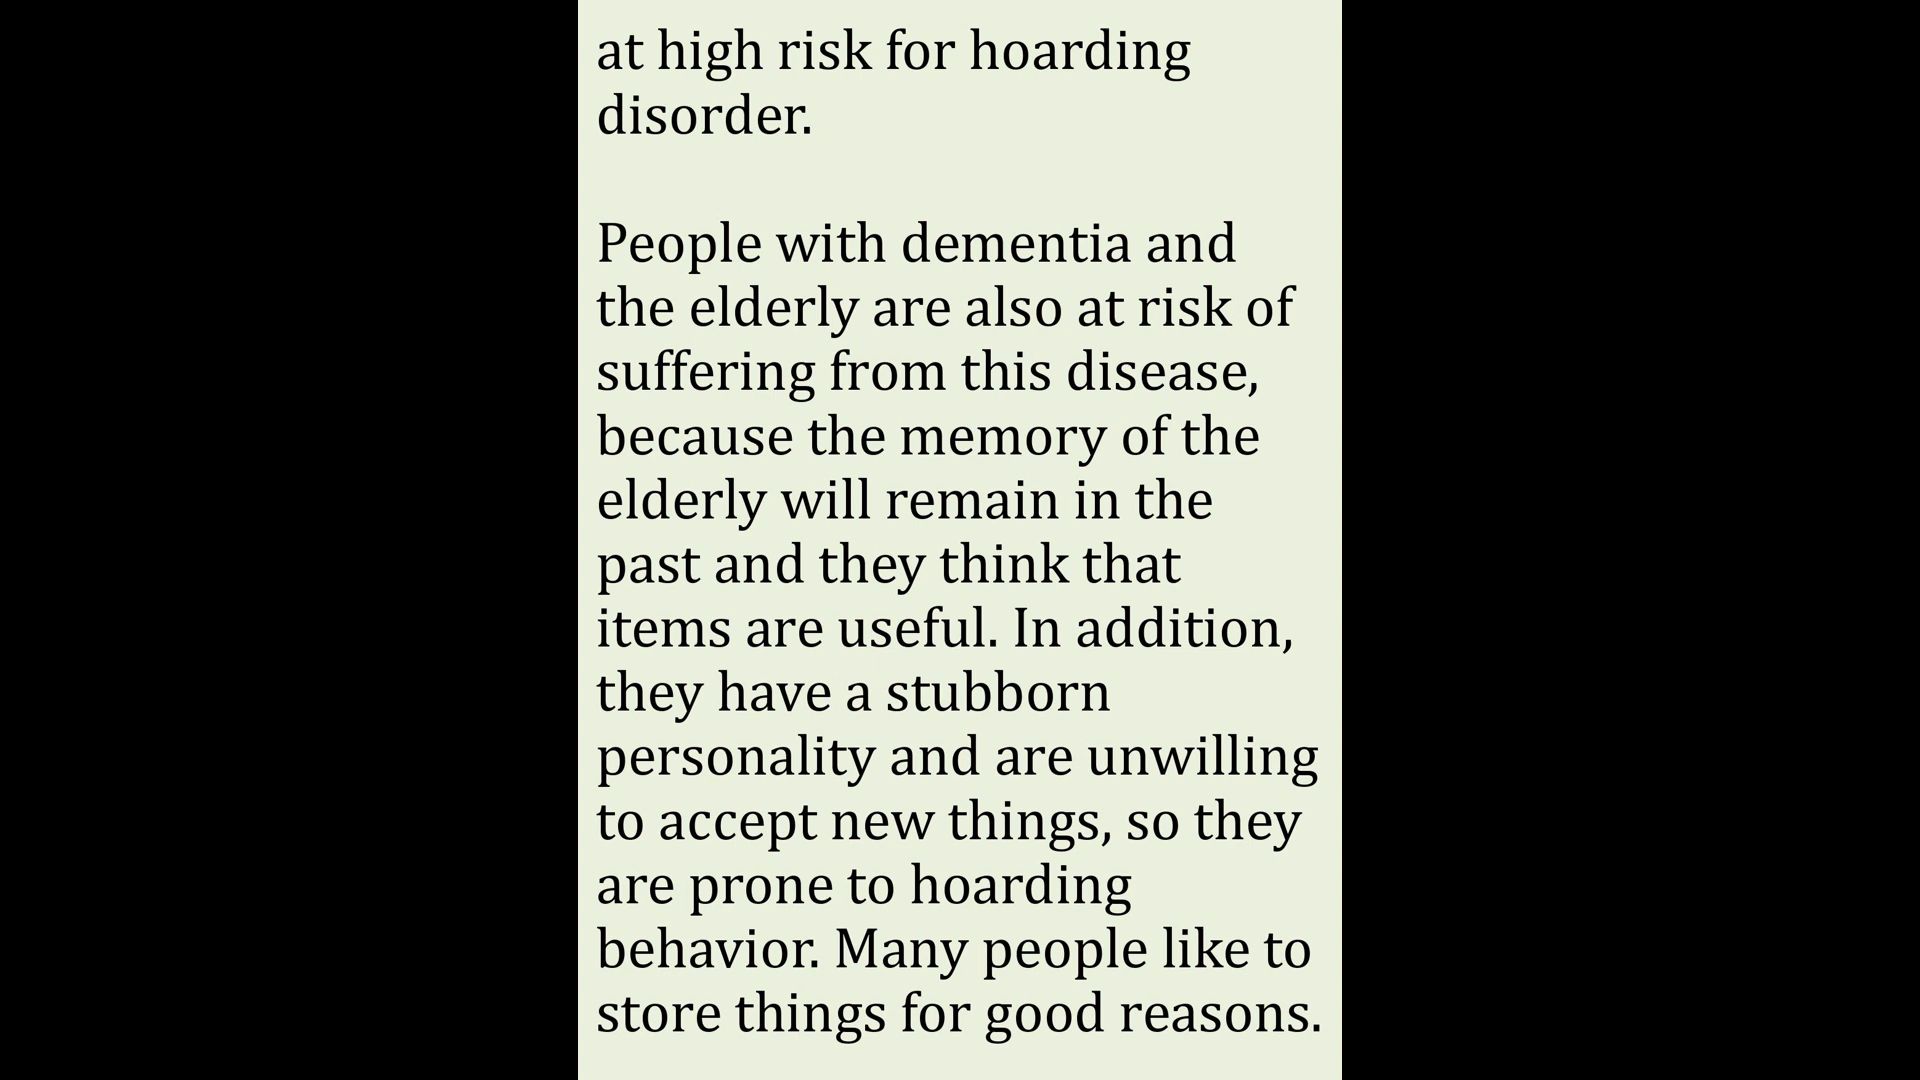 at high risk for hoarding
disorder.
People with dementia and
the elderly are also at risk of
suffering from this disease,
because the memory of the
elderly will remain in the
past and they think that
items are useful. In addition,
they have a stubborn
personality and are unwilling
to accept new things, so they
are prone to hoarding
behavior. Many people like to
store things for good reasons.